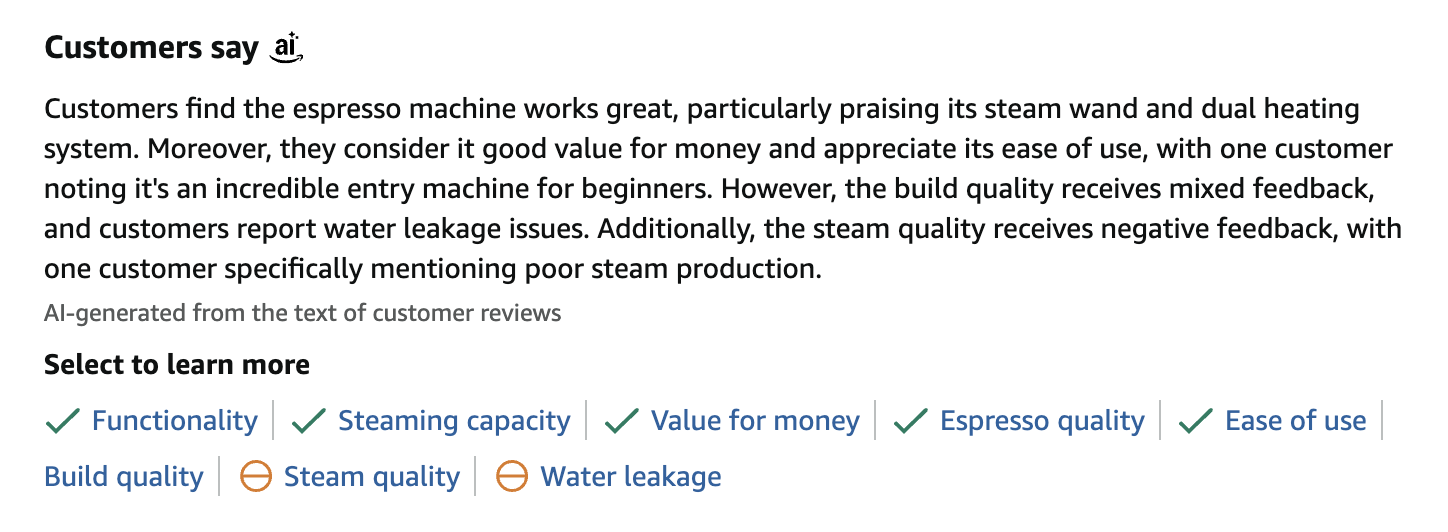 Customers say ai
Customers find the espresso machine works great, particularly praising its steam wand and dual heating
system. Moreover, they consider it good value for money and appreciate its ease of use, with one customer
noting it's an incredible entry machine for beginners. However, the build quality receives mixed feedback,
and customers report water leakage issues. Additionally, the steam quality receives negative feedback, with
one customer specifically mentioning poor steam production.
AI-generated from the text of customer reviews
Select to learn more
Functionality Steaming capacity Value for money Espresso quality Ease of use
Build quality Steam quality Water leakage